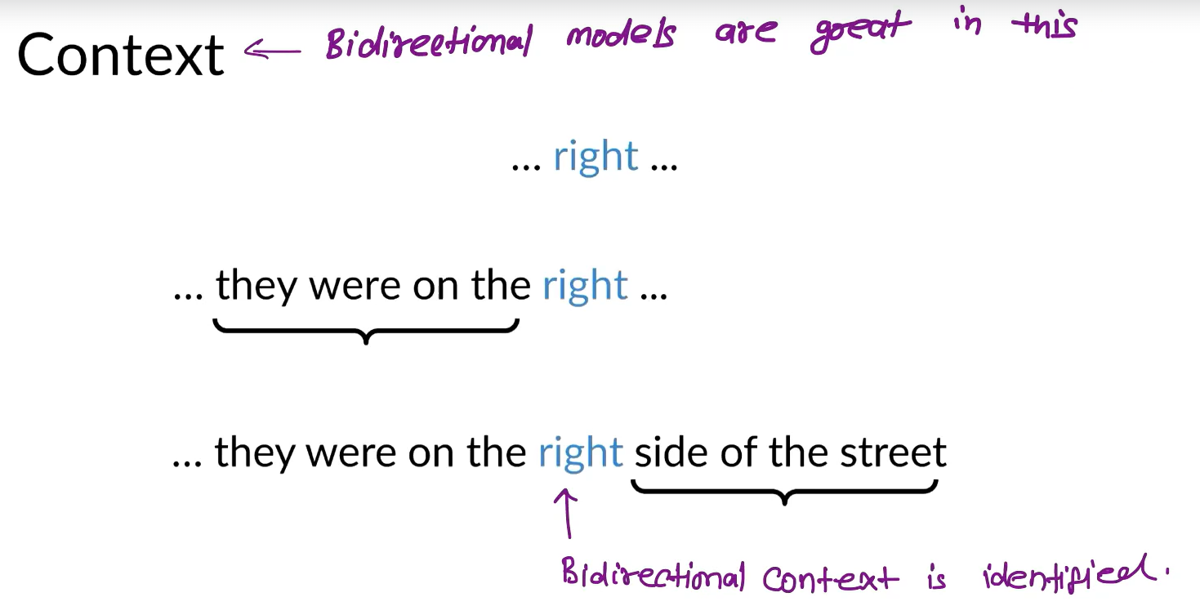 Context ← Bidirectional models are great in this
... right ...
... they were on the right ...
... they were on the right side of the street
Bidirectional context is identified.